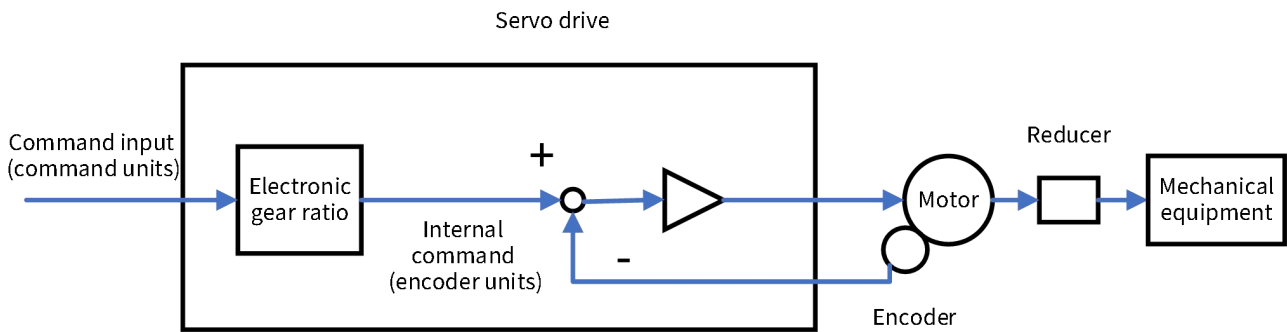 Servo drive
Command input
(command units)
Electronic
gear ratio
+
Internal
command
(encoder units)
-
Motor
Encoder
Reducer
Mechanical
equipment